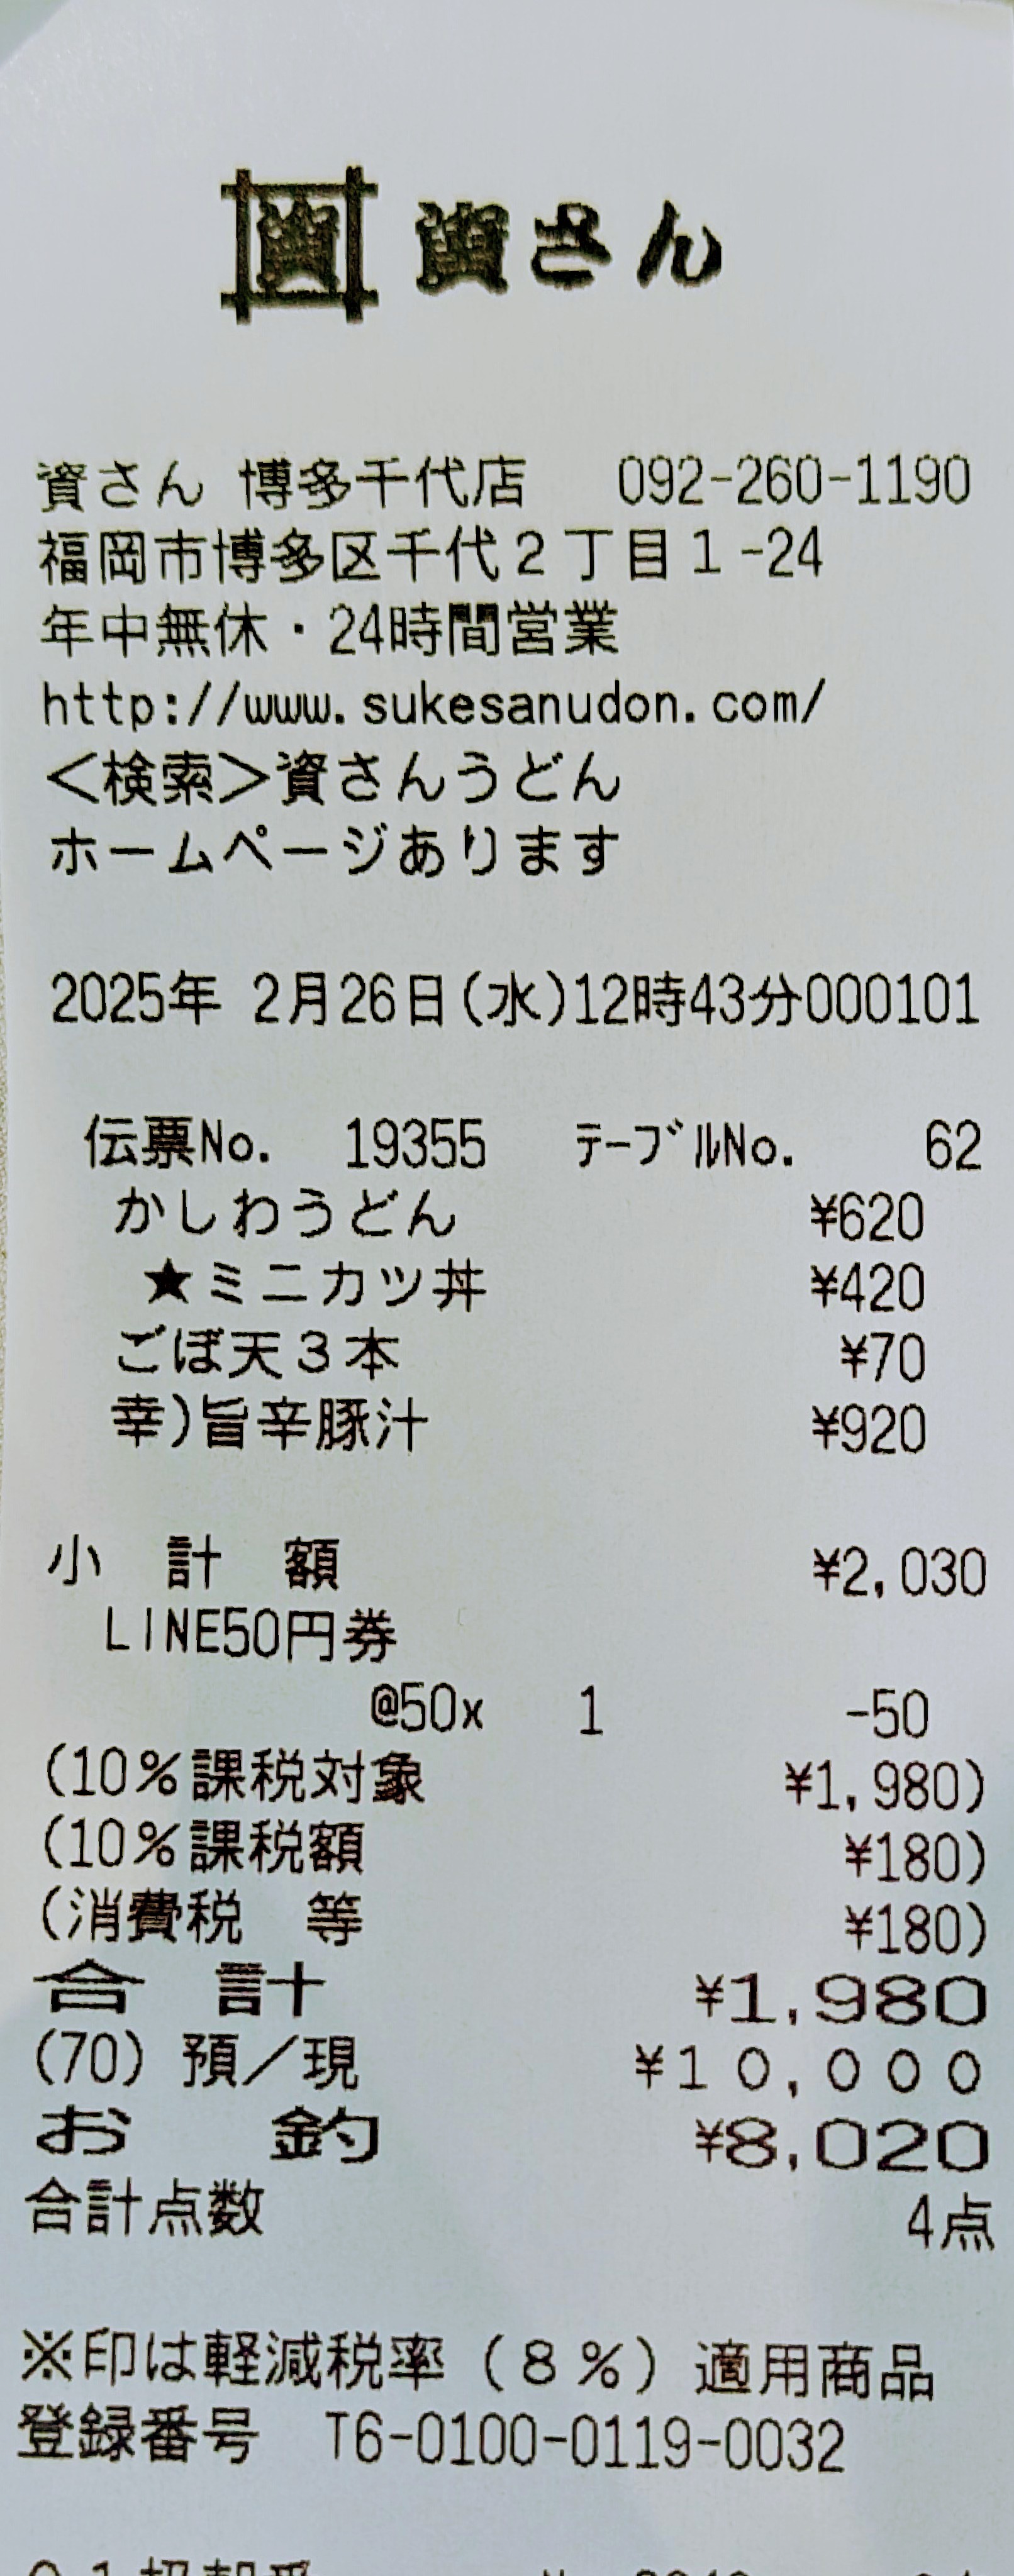 資 資さん
資さん 博多千代店 092-260-1190
福岡市博多区千代2丁目1-24
年中無休・24時間営業
http://www.sukesanudon.com/
<検索>資さんうどん
ホームページあります
2025年 2月26日(水)12時43分000101
伝票No. 19355 テーブルNo. 62
かしわうどん ¥620
★ミニカツ丼 ¥420
ごぼ天3本 ¥70
幸)旨辛豚汁 ¥920
小 計 額 ¥2,030
LINE50円券
@50x 1 -50
(10%課税対象 ¥1,980)
(10%課税額 ¥180)
(消費税 等 ¥180)
合 計 ¥1,980
(70) 預/現 ¥10,000
お 釣 ¥8,020
合計点数 4点
※印は軽減税率(8%)適用商品
登録番号 T6-0100-0119-0032